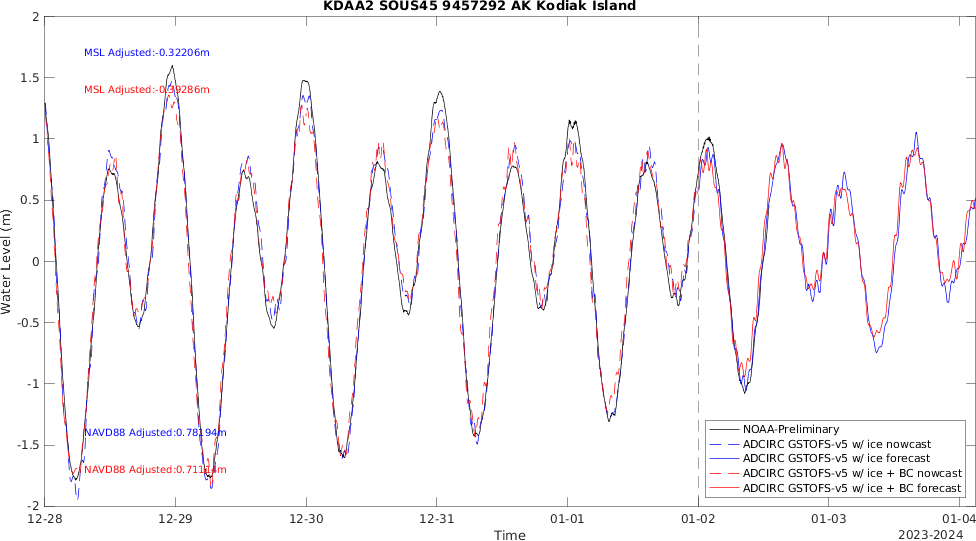 KDAA2 SOUS45 9457292 AK Kodiak Island
2
1.5
1
0.5
0
-0.5
-1
-1.5
-2
Water Level (m)
MSL Adjusted:-0.32206m
MSL Adjusted:-0.39286m
NAVD88 Adjusted:0.78194m
NAVD88 Adjusted:0.71114m
NOAA-Preliminary
ADCIRC GSTOFS-v5 w/ ice nowcast
ADCIRC GSTOFS-v5 w/ ice forecast
ADCIRC GSTOFS-v5 w/ ice + BC nowcast
ADCIRC GSTOFS-v5 w/ ice + BC forecast
12-28 12-29 12-30 12-31 01-01 01-02 01-03 01-04
Time
2023-2024